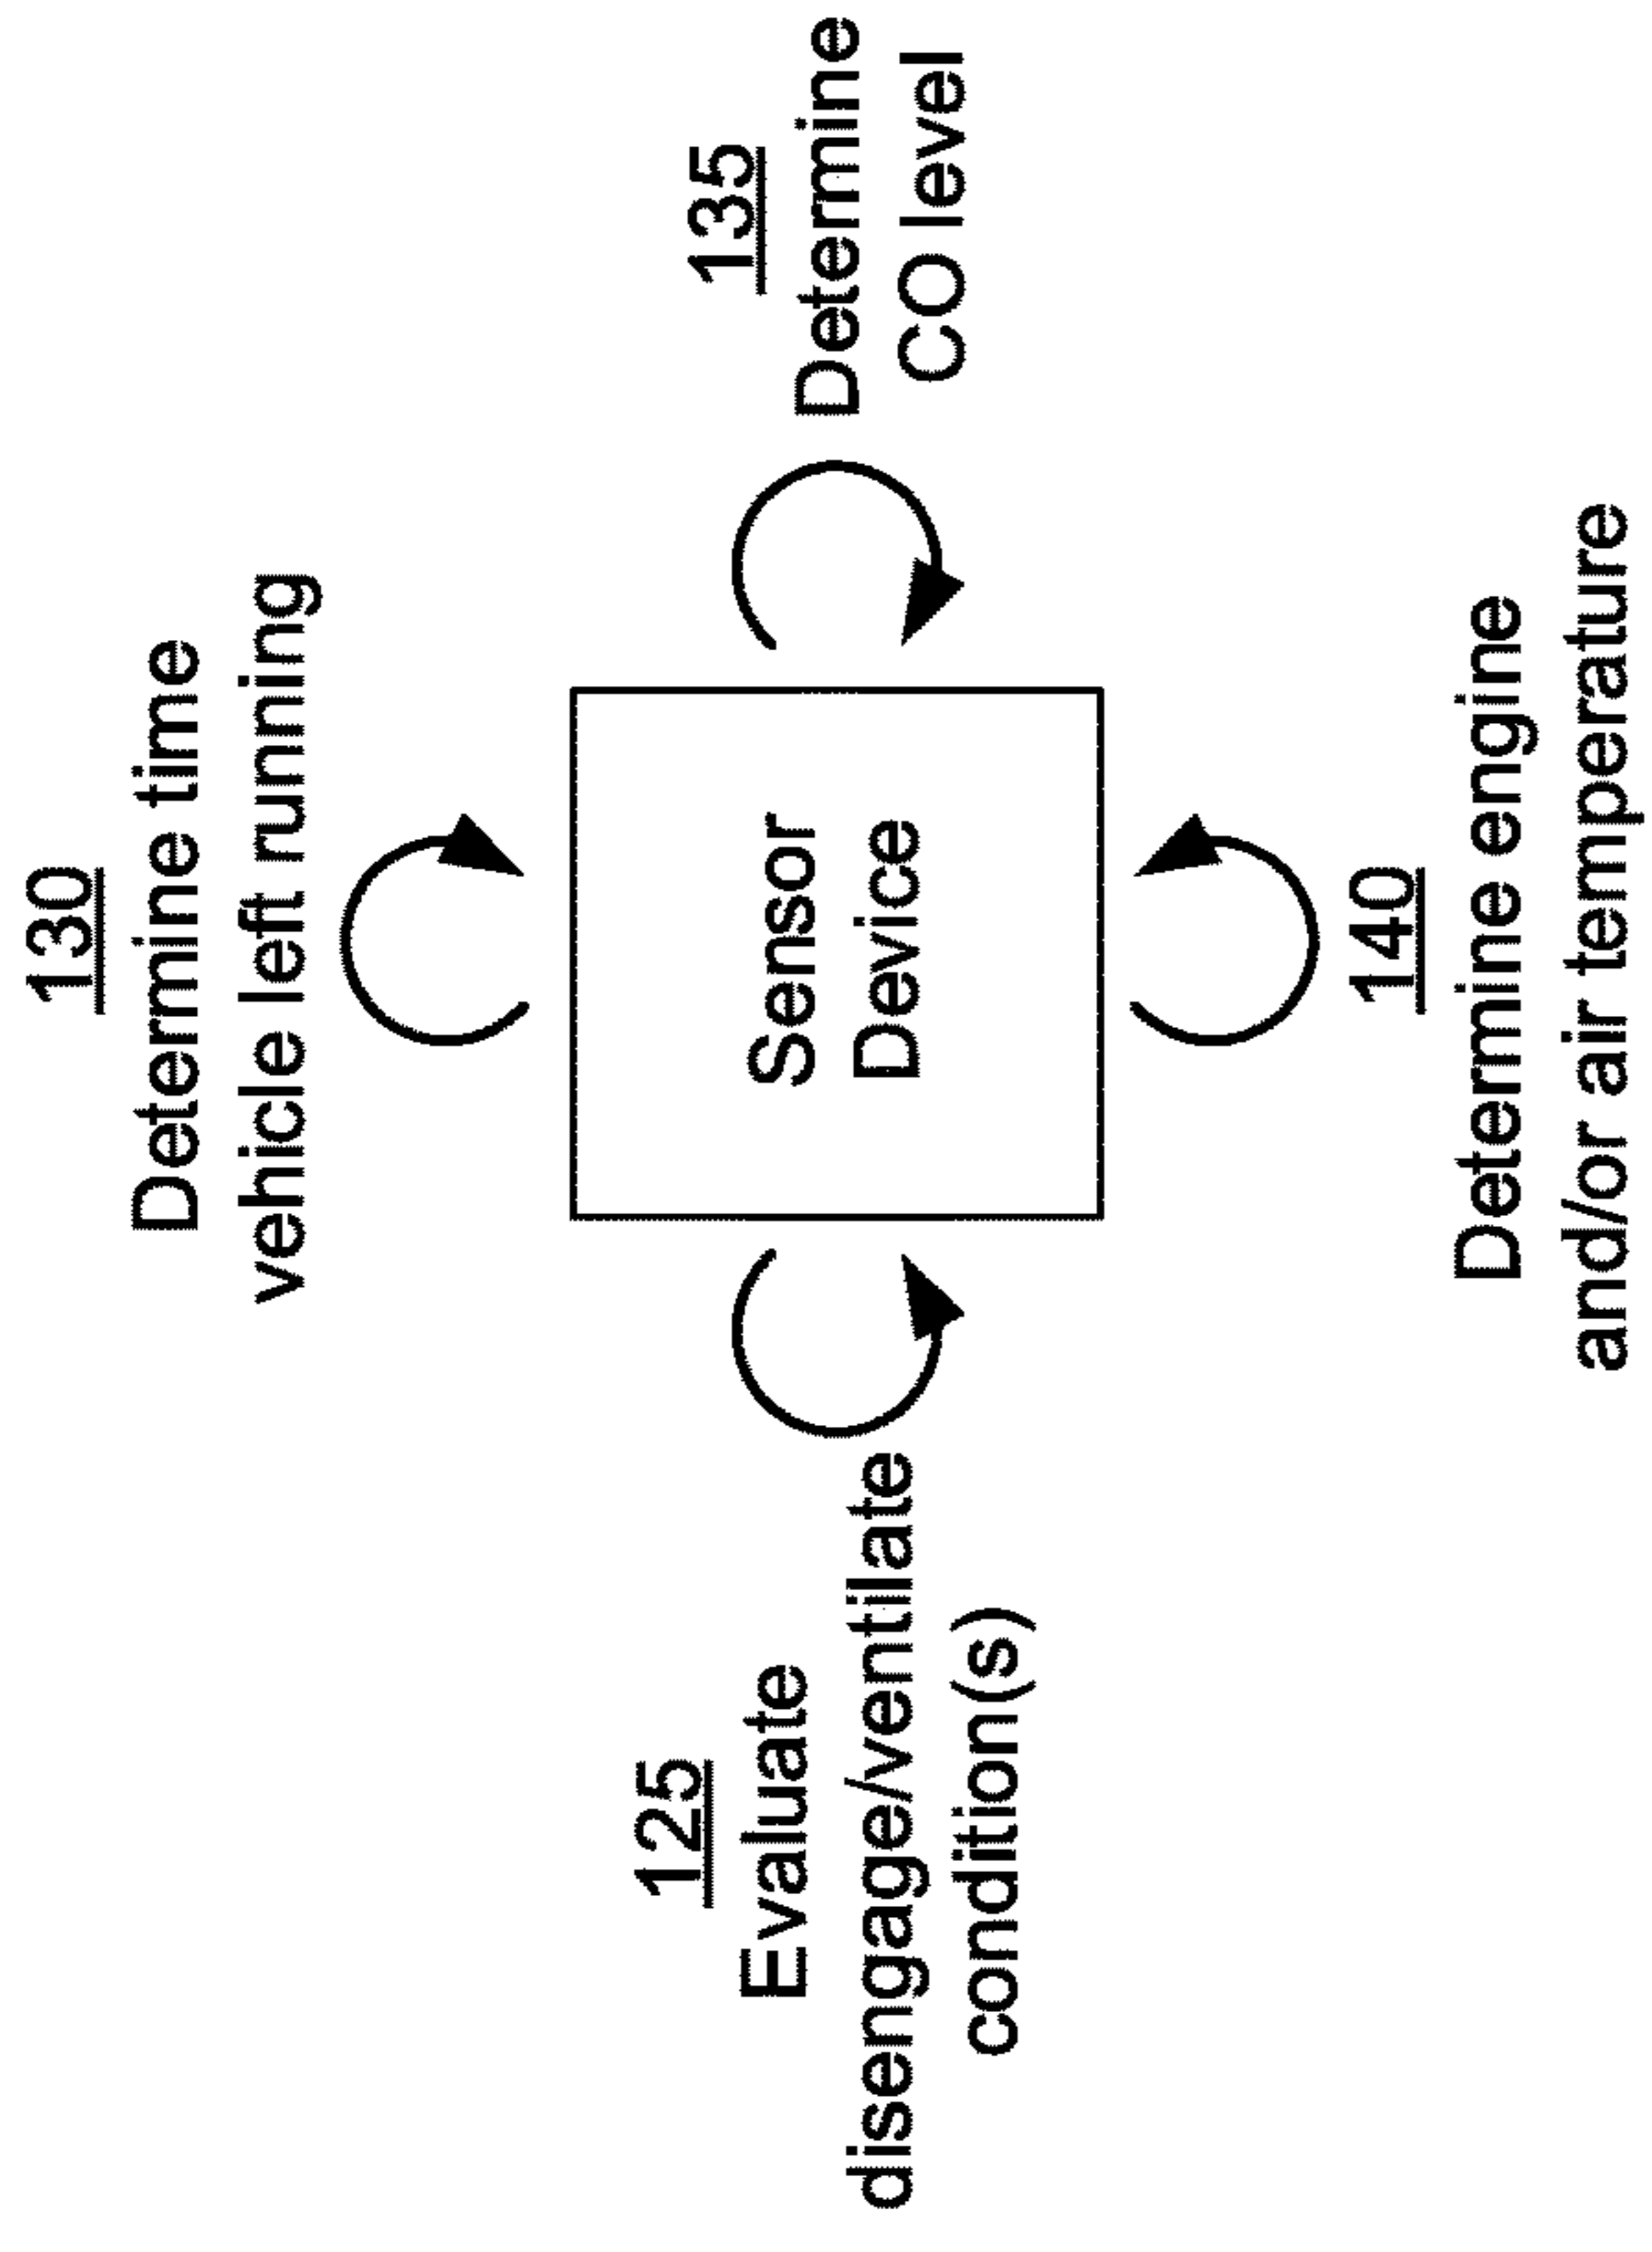 130
Determine time
vehicle left running
125
Evaluate
disengage/ventilate
condition(s)
Sensor
Device
135
Determine
CO level
140
Determine engine
and/or air temperature